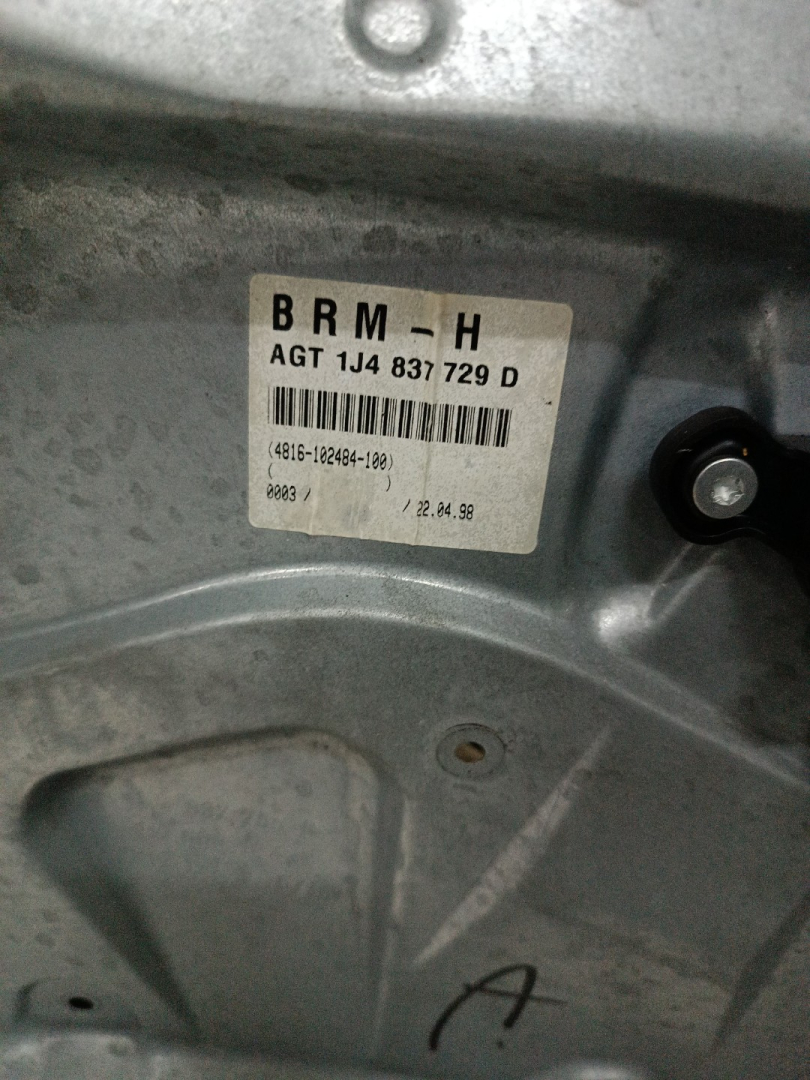 BRM - H
AGT 1J4 837 729 D
(4816-102484-100)
( )
0003 / / 22.04.98
A